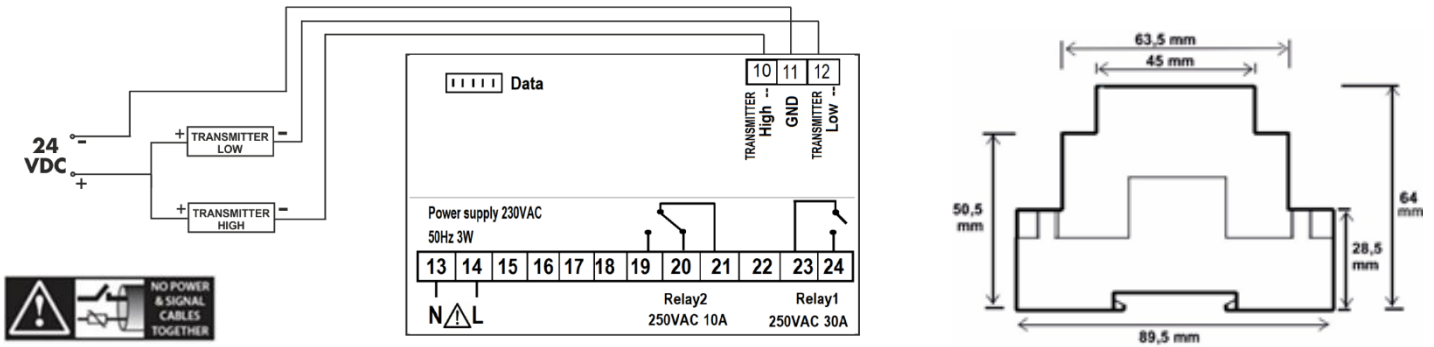 24
VDC
-
+
+ TRANSMITTER -
LOW
+ TRANSMITTER -
HIGH
NO POWER
& SIGNAL
CABLES
TOGETHER
Data
10 11 12
TRANSMITTER
High --
GND
TRANSMITTER
Low --
Power supply 230VAC
50Hz 3W
13 14 15 16 17 18 19 20 21 22 23 24
N L
Relay2
250VAC 10A
Relay1
250VAC 30A
63,5 mm
45 mm
50,5
mm
64
mm
28,5
mm
89,5 mm